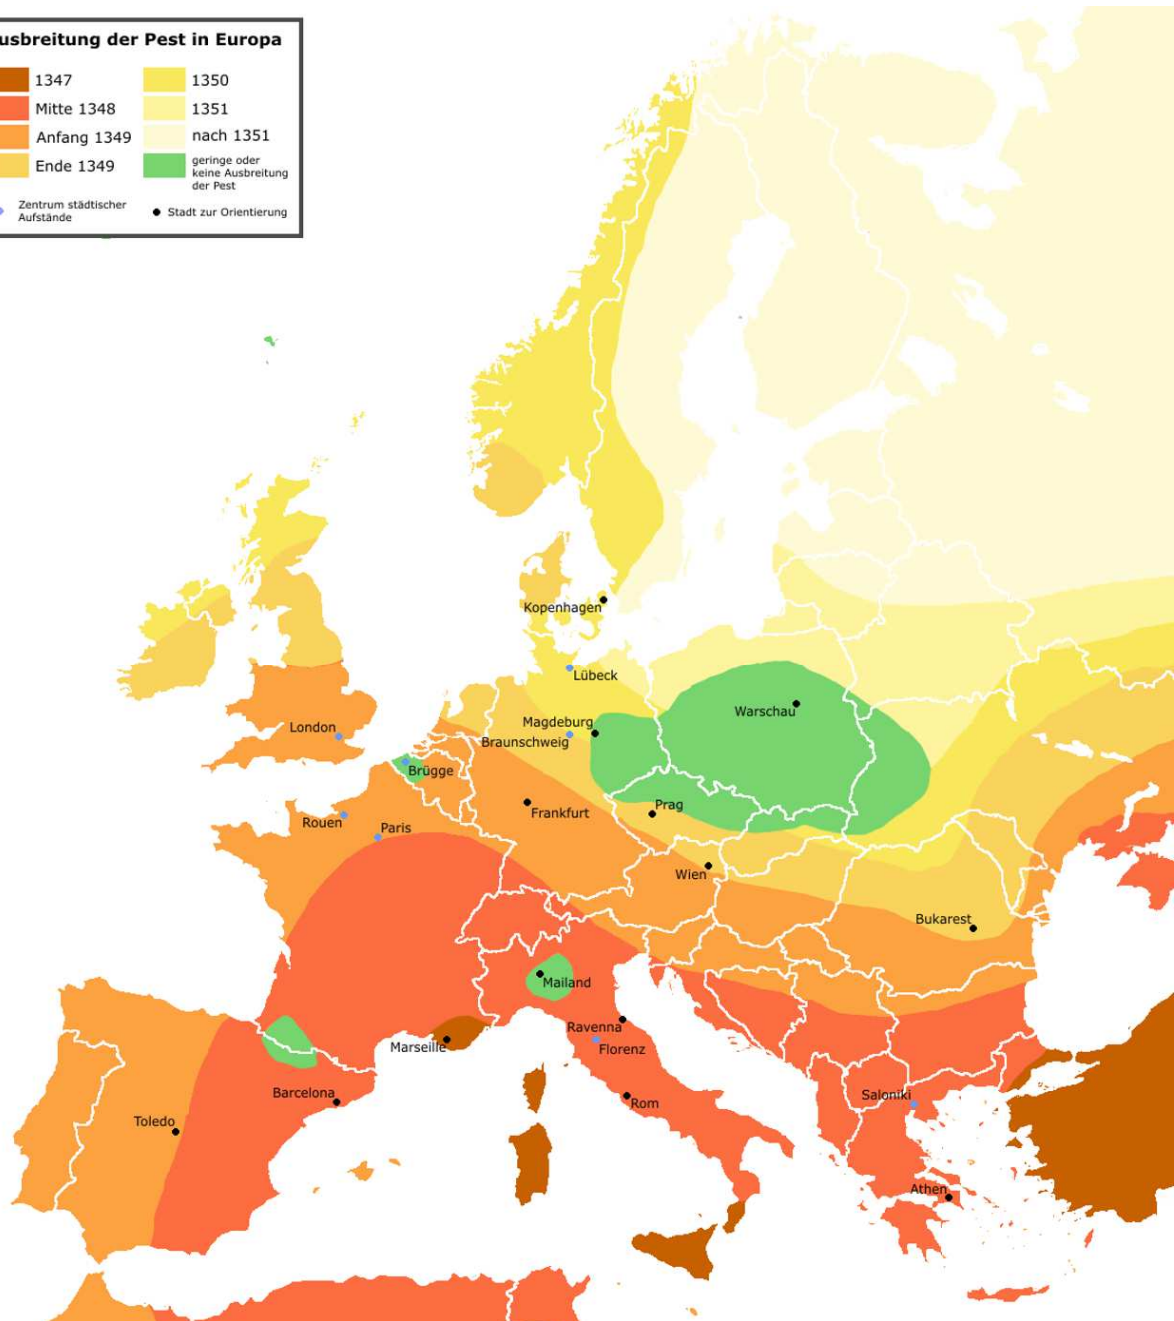 usbreitung der Pest in Europa
1347
1350
Mitte 1348
1351
Anfang 1349
nach 1351
Ende 1349
geringe oder
keine Ausbreitung
der Pest
Zentrum städtischer
Aufstände
Stadt zur Orientierung
Kopenhagen
Lübeck
Warschau
Magdeburg
London
Braunschweig
Brügge
Prag
Frankfurt
Rouen
Paris
Wien
Bukarest
Mailand
Ravenna
Marseille
Florenz
Barcelona
Saloniki
Rom
Toledo
Athen